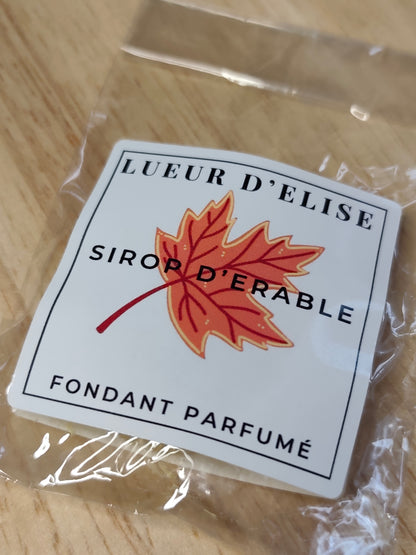 LUEUR D'ELISE
SIROP D'ERABLE
FONDANT PARFUMÉ